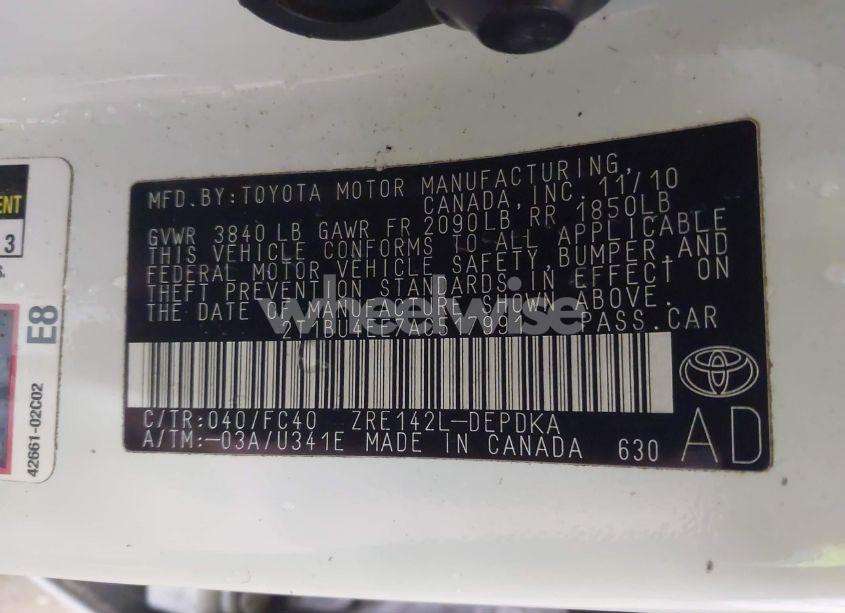 MFD. BY: TOYOTA MOTOR MANUFACTURING,
CANADA, INC. 11/10
GVWR 3840 LB GAWR FR 2090LB RR 1850LB
THIS VEHICLE CONFORMS TO ALL APPLICABLE
FEDERAL MOTOR VEHICLE SAFETY, BUMPER, AND
THEFT PREVENTION STANDARDS IN EFFECT ON
THE DATE OF MANUFACTURE SHOWN ABOVE.
PASS.CAR
wheelwise
C/TR:040/FC40 ZRE142L-DEPDKA
A/TM:-03A/U341E MADE IN CANADA 630
AD
ENT
3
S.
E8
42661-02C02